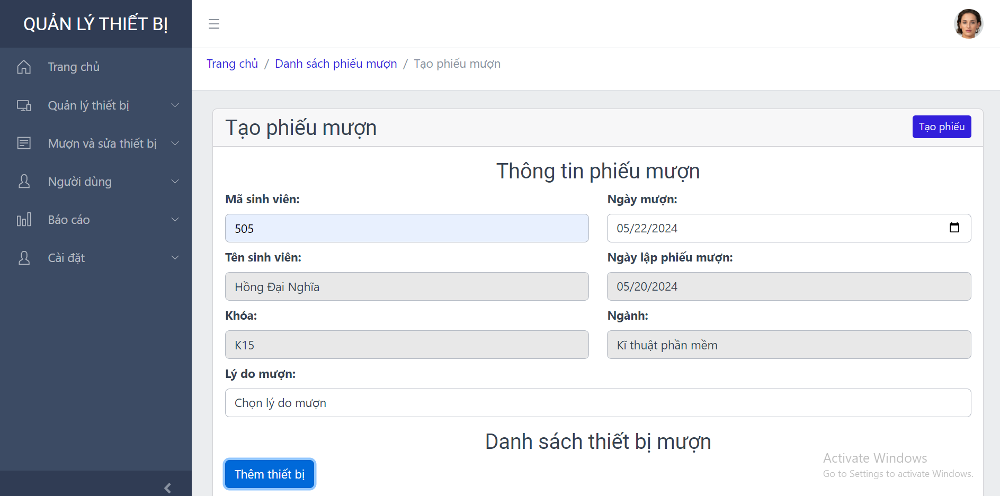 QUẢN LÝ THIẾT BỊ
Trang chủ
Quản lý thiết bị
Mượn và sửa thiết bị
Người dùng
Báo cáo
Cài đặt
Trang chủ / Danh sách phiếu mượn / Tạo phiếu mượn
Tạo phiếu mượn
Tạo phiếu
Thông tin phiếu mượn
Mã sinh viên:
505
Ngày mượn:
05/22/2024
Tên sinh viên:
Hồng Đại Nghĩa
Ngày lập phiếu mượn:
05/20/2024
Khóa:
K15
Ngành:
Kĩ thuật phần mềm
Lý do mượn:
Chọn lý do mượn
Danh sách thiết bị mượn
Thêm thiết bị
Activate Windows
Go to Settings to activate Windows.